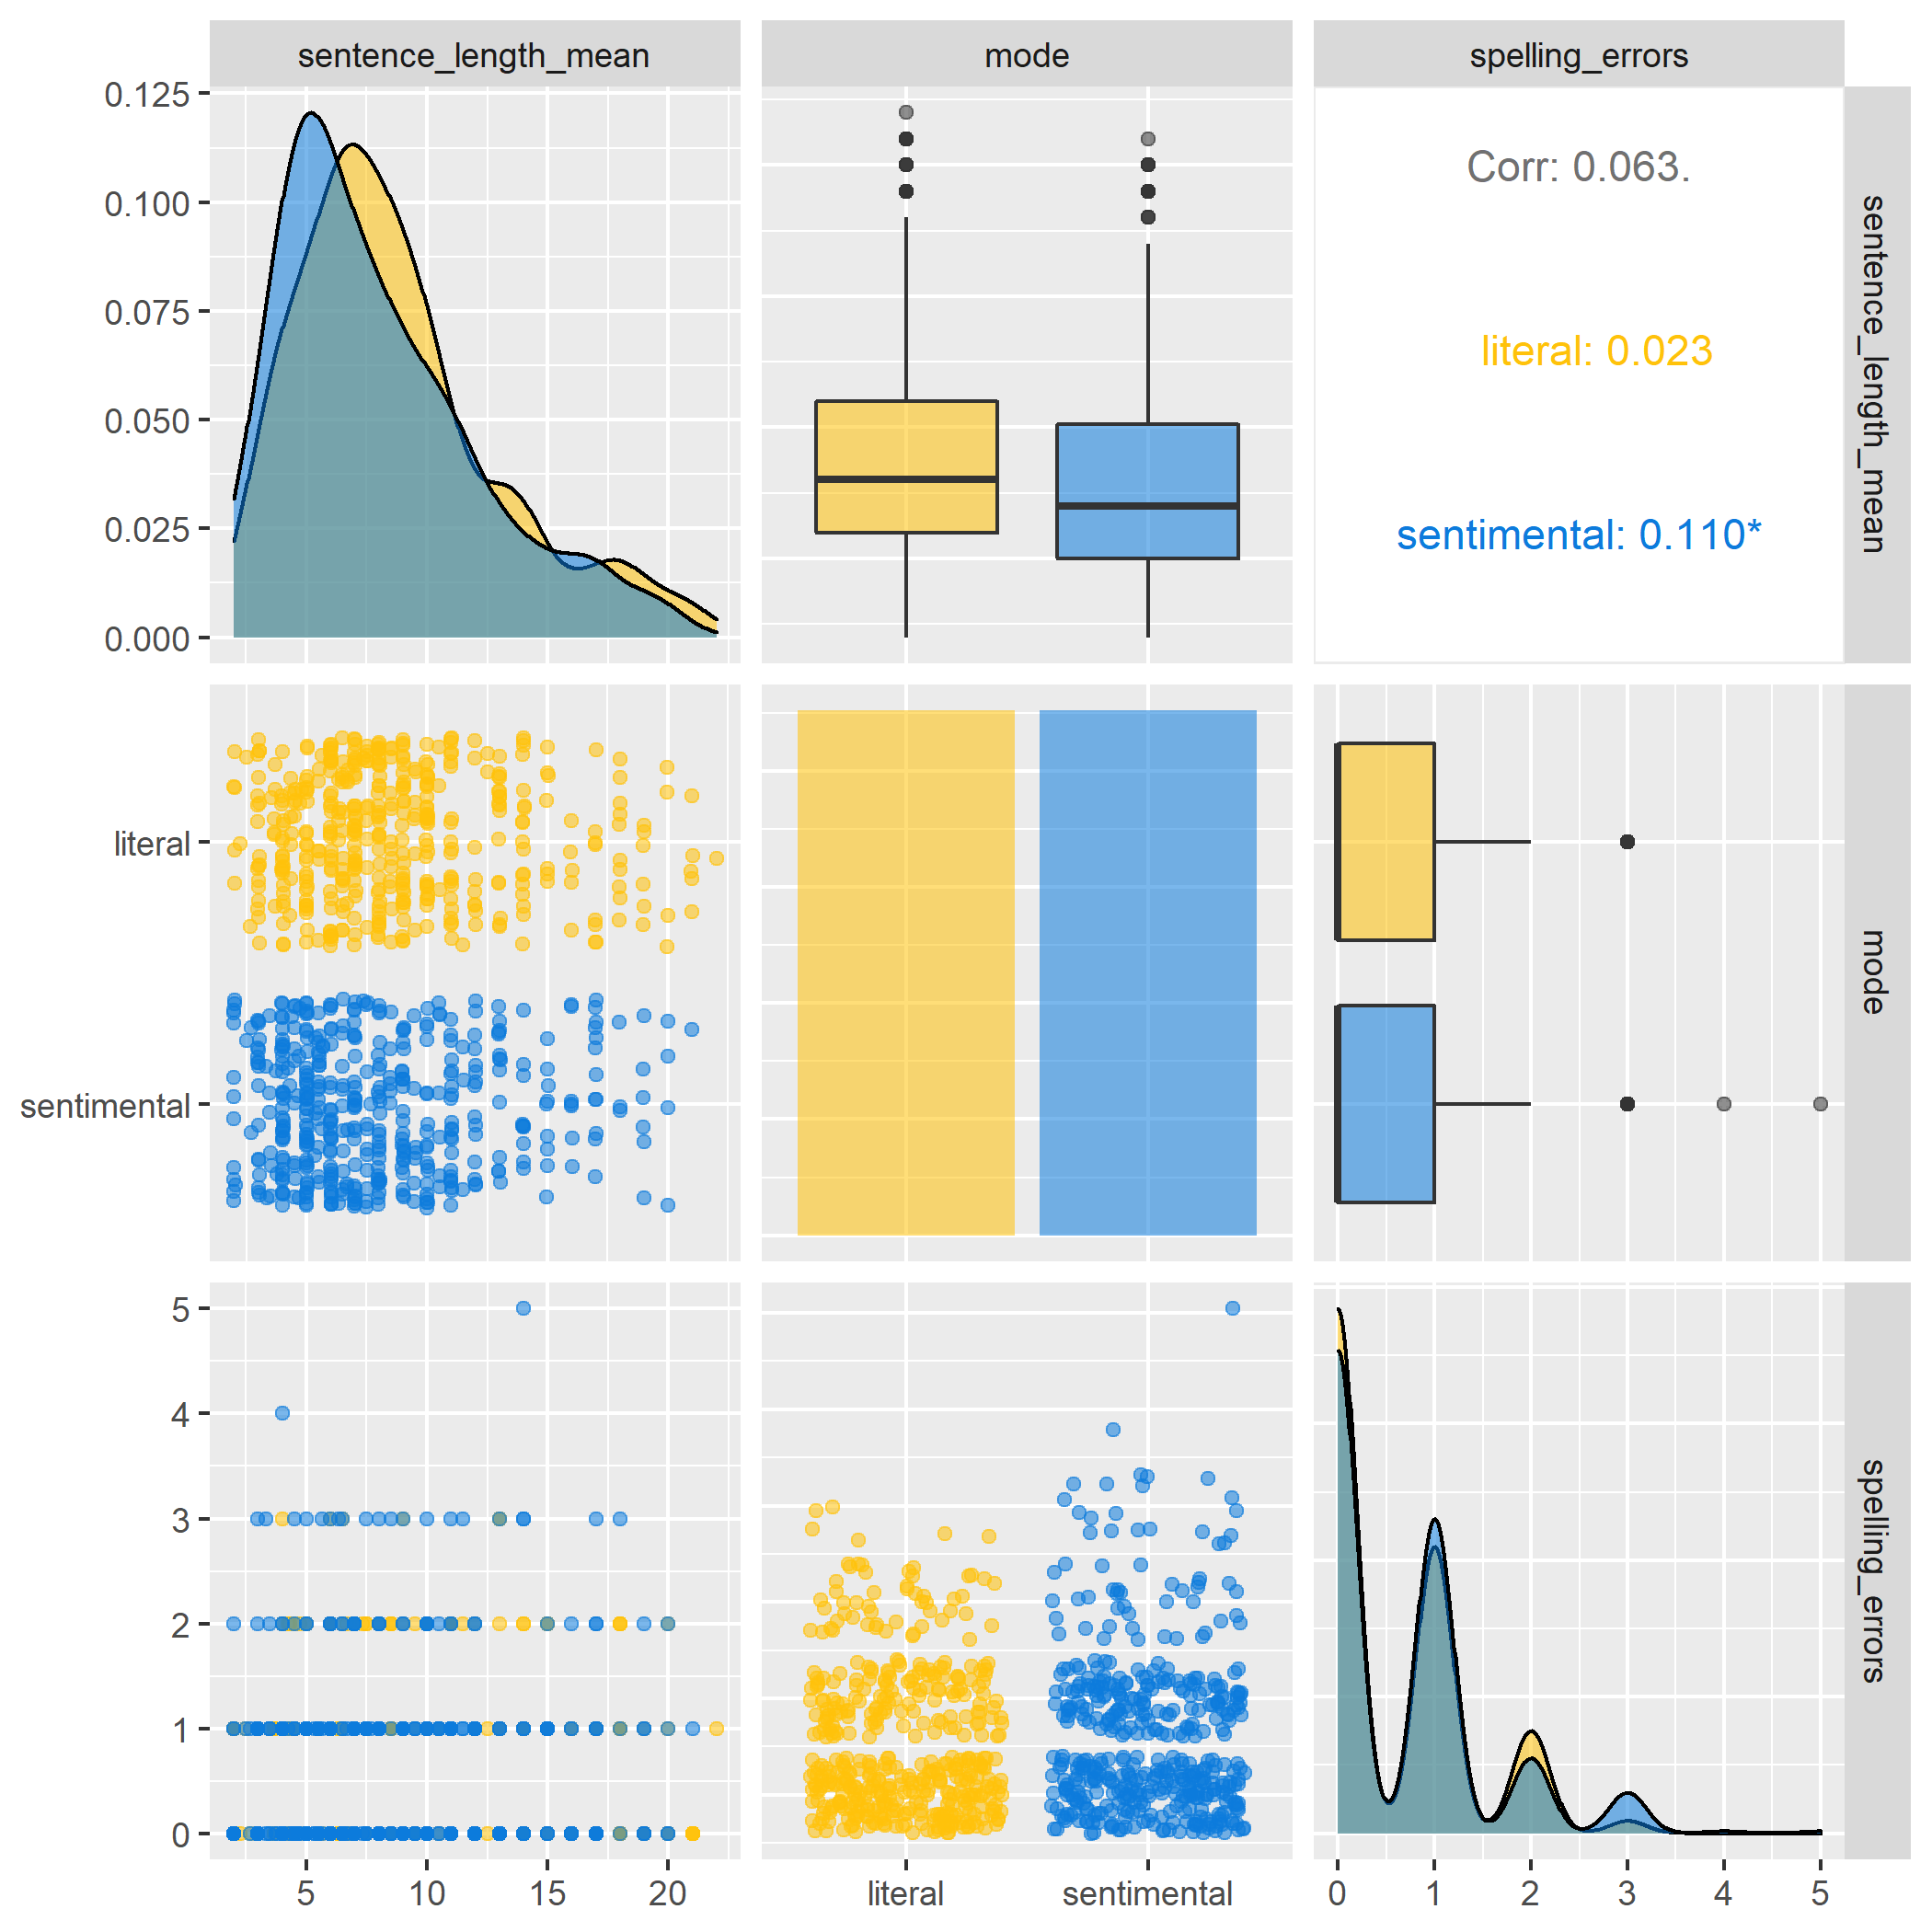 sentence_length_mean
mode
spelling_errors
0.125
0.100
0.075
0.050
0.025
0.000
Corr: 0.063.
literal: 0.023
sentimental: 0.110*
sentence_length_mean
literal
sentimental
mode
5
4
3
2
1
0
spelling_errors
5 10 15 20
literal sentimental
0 1 2 3 4 5